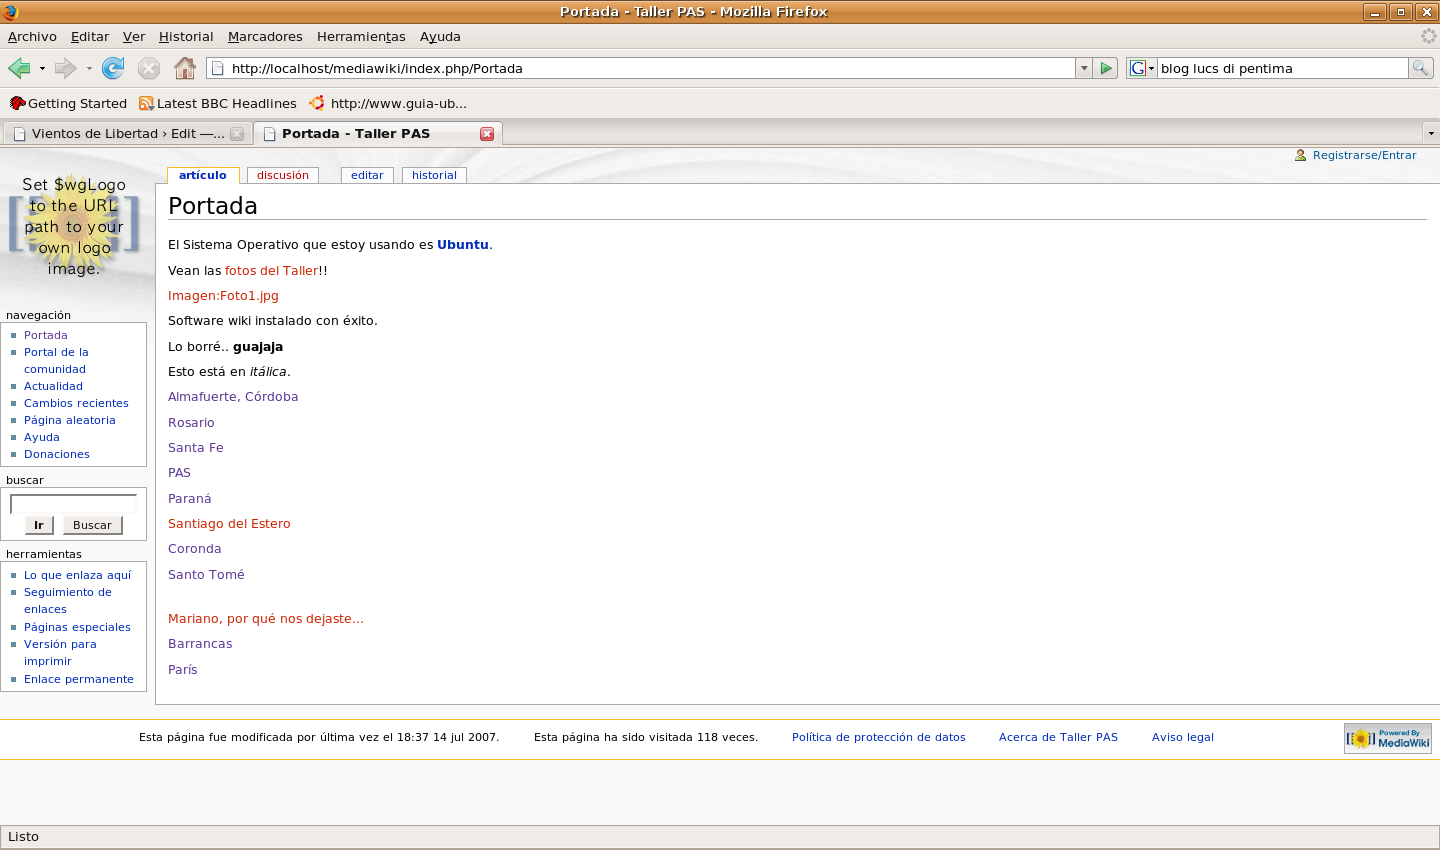 Portada - Taller PAS - Mozilla Firefox
Archivo Editar Ver Historial Marcadores Herramientas Ayuda
http://localhost/mediawiki/index.php/Portada
blog lucs di pentima
Getting Started Latest BBC Headlines http://www.guia-ub...
Vientos de Libertad › Edit —... Portada - Taller PAS
Registrarse/Entrar
Set $wgLogo
to the URL
path to your
own logo
image.
artículo discusión editar historial
Portada
El Sistema Operativo que estoy usando es Ubuntu.
Vean las fotos del Taller!!
Imagen:Foto1.jpg
Software wiki instalado con éxito.
Lo borré.. guajaja
Esto está en itálica.
Almafuerte, Córdoba
Rosario
Santa Fe
PAS
Paraná
Santiago del Estero
Coronda
Santo Tomé
Mariano, por qué nos dejaste...
Barrancas
París
navegación
Portada
Portal de la
comunidad
Actualidad
Cambios recientes
Página aleatoria
Ayuda
Donaciones
buscar
Ir Buscar
herramientas
Lo que enlaza aquí
Seguimiento de
enlaces
Páginas especiales
Versión para
imprimir
Enlace permanente
Esta página fue modificada por última vez el 18:37 14 jul 2007. Esta página ha sido visitada 118 veces. Política de protección de datos Acerca de Taller PAS Aviso legal
Powered By
MediaWiki
Listo